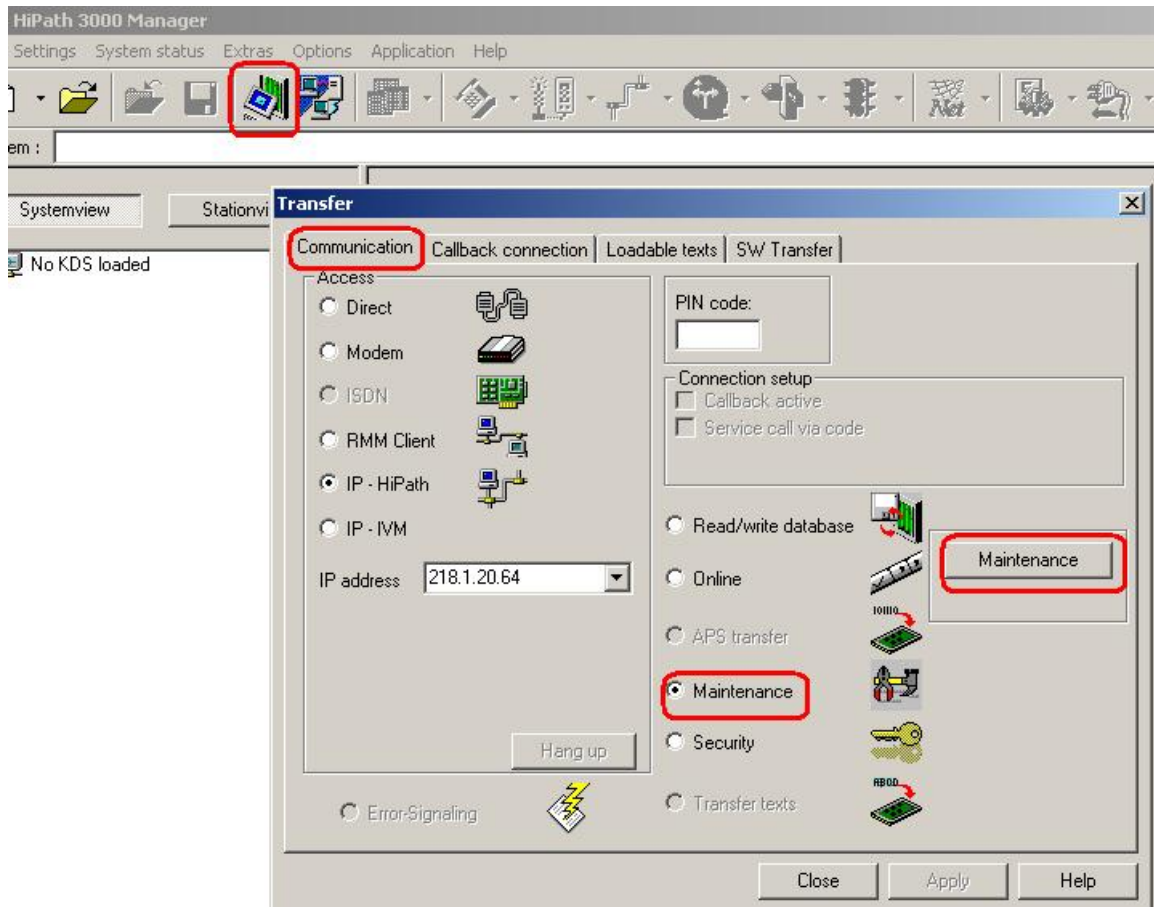 HiPath 3000 Manager
Settings System status Extras Options Application Help
Net
em :
Systemview Stationvi
No KDS loaded
Transfer
Communication Callback connection Loadable texts SW Transfer
Access
Direct
Modem
ISDN
RMM Client
IP - HiPath
IP - IVM
IP address 218.1.20.64
Hang up
Error-Signaling
PIN code:
Connection setup
Callback active
Service call via code
Read/write database
Online
10110
APS transfer
Maintenance
Security
ABCD
Transfer texts
Maintenance
Close Apply Help